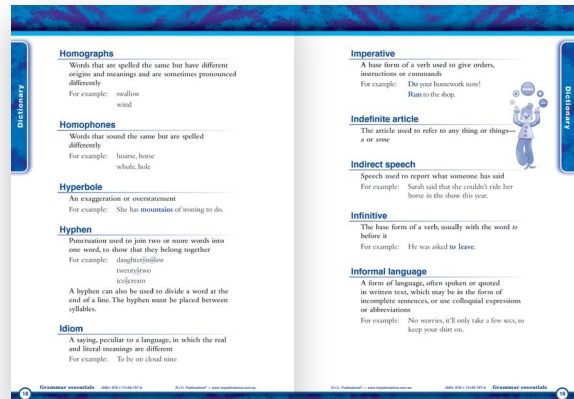 Dictionary
Homographs
Words that are spelled the same but have different
origins and meanings and are sometimes pronounced
differently
For example: swallow
wind
Homophones
Words that sound the same but are spelled
differently
For example: hoarse, horse
whole, hole
Hyperbole
An exaggeration or overstatement
For example: She has mountains of ironing to do.
Hyphen
Punctuation used to join two or more words into
one word, to show that they belong together
For example: daughter-in-law
twenty-two
ice-cream
A hyphen can also be used to divide a word at the
end of a line. The hyphen must be placed between
syllables.
Idiom
A saying, peculiar to a language, in which the real
and literal meanings are different
For example: To be on cloud nine
18 Grammar essentials R.I.C. Publications® ~ www.ricpublications.com.au
Imperative
A base form of a verb used to give orders,
instructions or commands
For example: Do your homework now!
Run to the shop.
Indefinite article
The article used to refer to any thing or things—
a or some
Indirect speech
Speech used to report what someone has said
For example: Sarah said that she couldn't ride her
horse in the show this year.
Infinitive
The base form of a verb, usually with the word to
before it
For example: He was asked to leave.
Informal language
A form of language, often spoken or quoted
in written text, which may be in the form of
incomplete sentences, or use colloquial expressions
or abbreviations
For example: No worries, it'll only take a few secs, so
keep your shirt on.
Dictionary
R.I.C. Publications® ~ www.ricpublications.com.au Grammar essentials